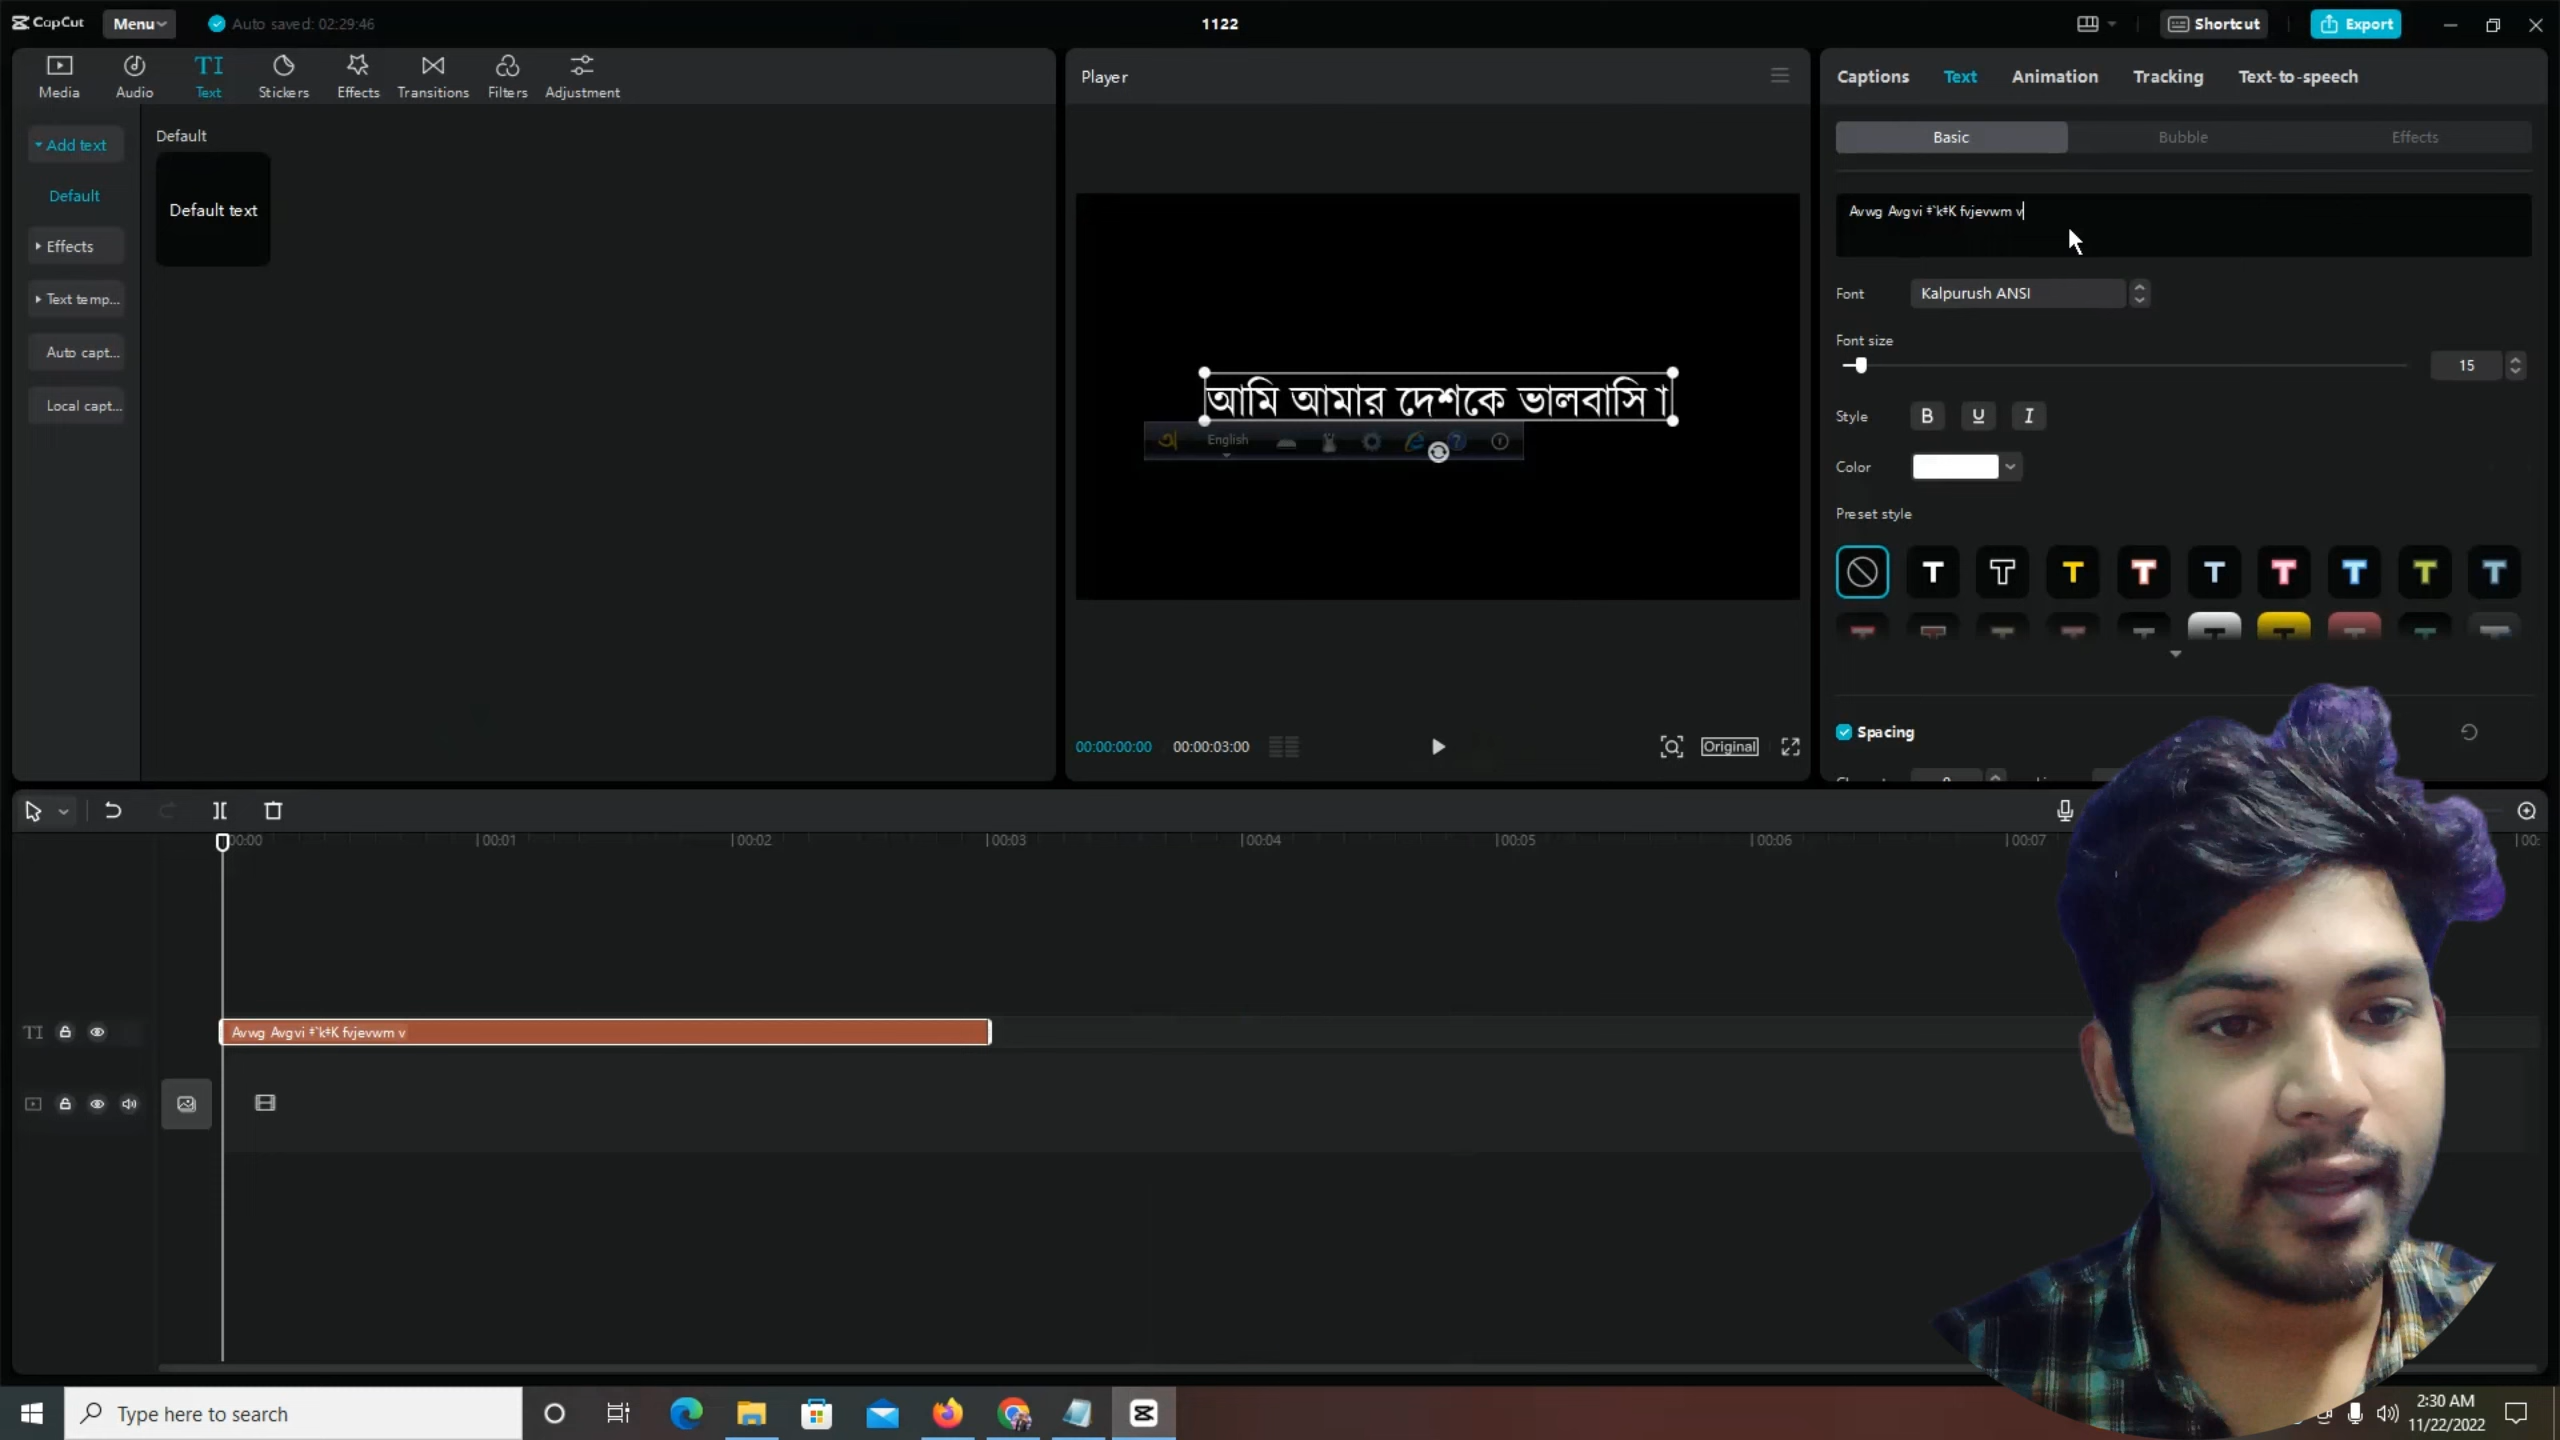 CapCut Menu Auto saved: 02:29:46 1122 Shortcut Export
Media Audio Text Stickers Effects Transitions Filters Adjustment
Add text
Default
Effects
Text temp...
Auto capt...
Local capt...
Default
Default text
Player
আমি আমার দেশকে ভালবাসি া
English
00:00:00:00 00:00:03:00 Original
Captions Text Animation Tracking Text-to-speech
Basic Bubble Effects
Avwg Avgvi ‡`k‡K fvjevwm v
Font Kalpurush ANSI
Font size
15
Style B U I
Color
Preset style
Spacing
00:00 00:01 00:02 00:03 00:04 00:05 00:06 00:07
TI Avwg Avgvi ‡`k‡K fvjevwm v
Type here to search
2:30 AM
11/22/2022